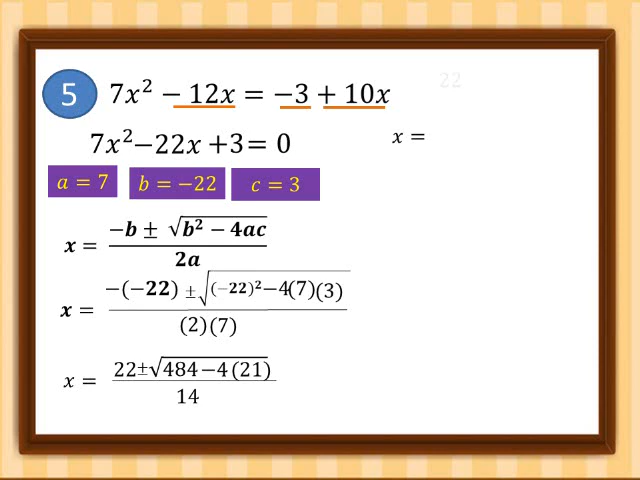 5
7x² − 12x = −3 + 10x
22
7x²−22x +3= 0
x =
a = 7
b = −22
c = 3
x = (−b ± √(b² − 4ac)) / 2a
x = (−(−22) ±√((−22)²−4(7)(3))) / (2)(7)
x = (22±√(484 −4 (21))) / 14